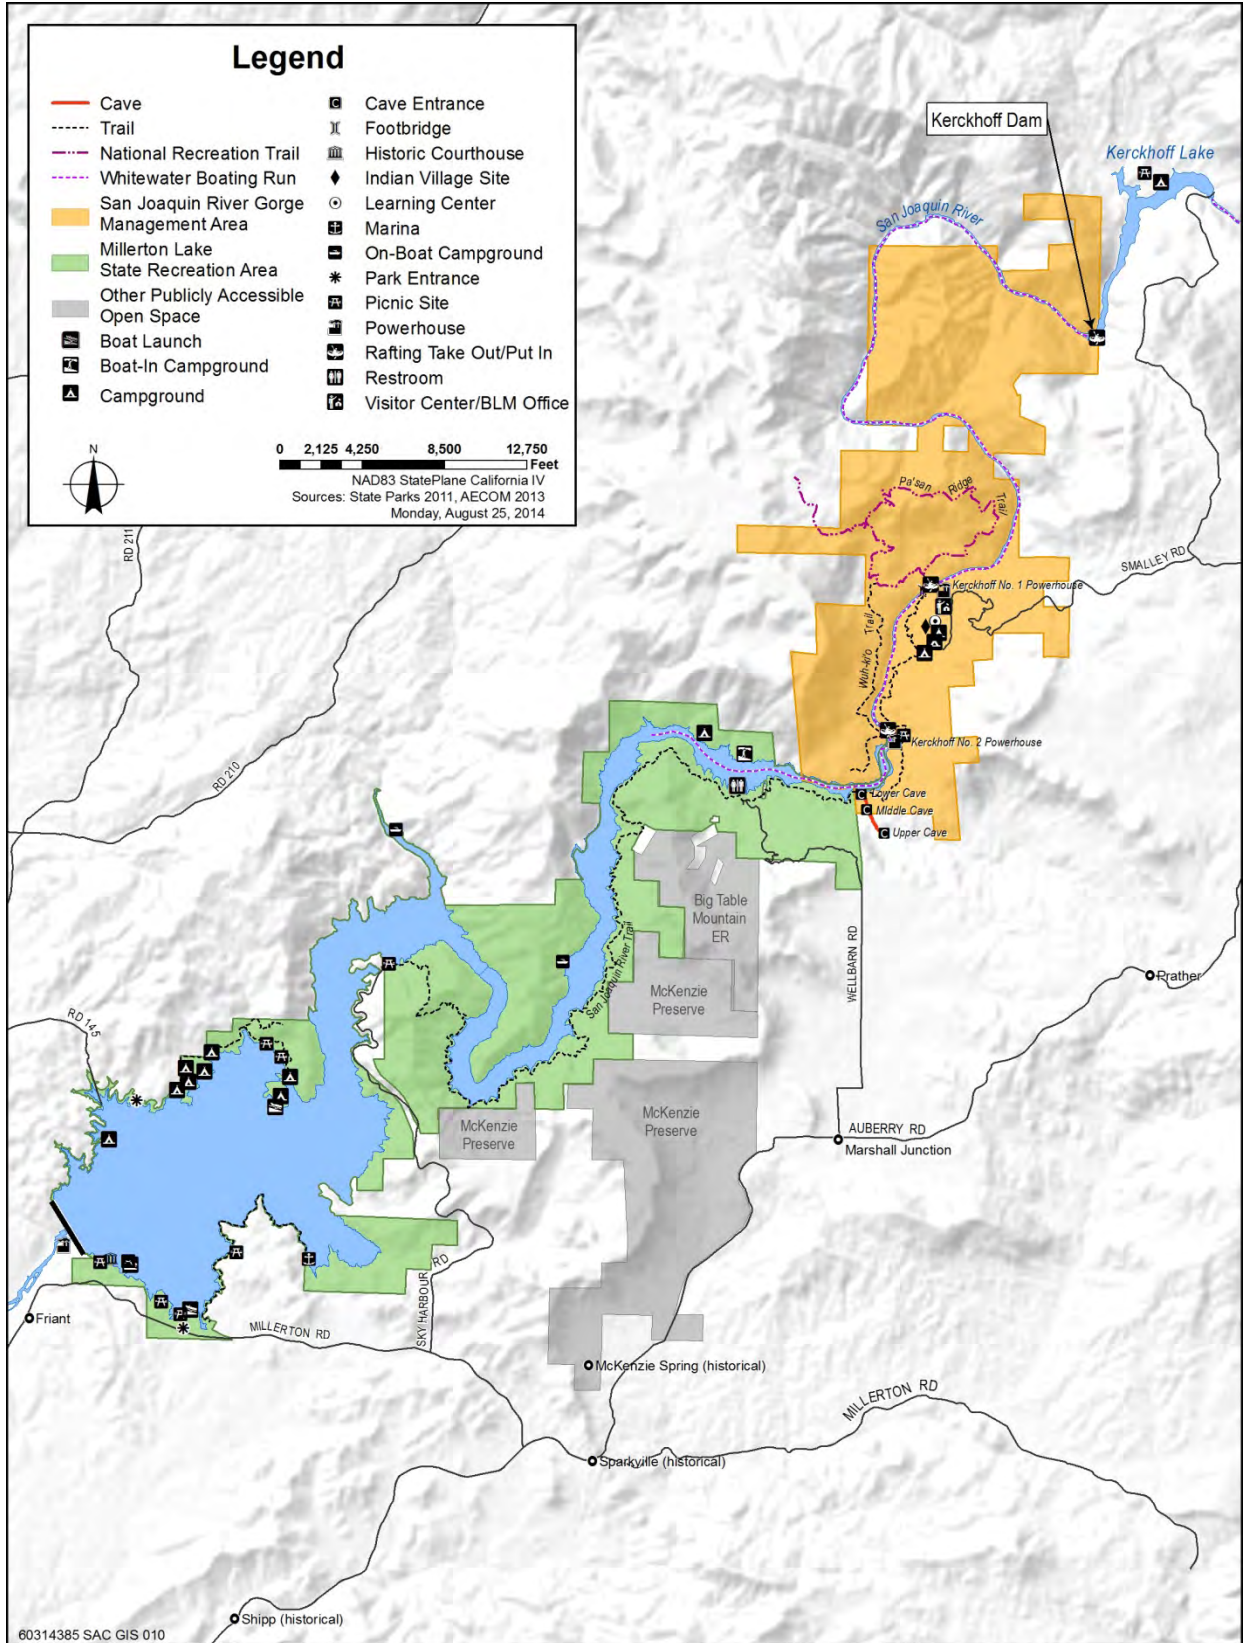 Legend
Cave
Trail
National Recreation Trail
Whitewater Boating Run
San Joaquin River Gorge
Management Area
Millerton Lake
State Recreation Area
Other Publicly Accessible
Open Space
Boat Launch
Boat-In Campground
Campground
Cave Entrance
Footbridge
Historic Courthouse
Indian Village Site
Learning Center
Marina
On-Boat Campground
Park Entrance
Picnic Site
Powerhouse
Rafting Take Out/Put In
Restroom
Visitor Center/BLM Office
N
0 2,125 4,250 8,500 12,750
Feet
NAD83 StatePlane California IV
Sources: State Parks 2011, AECOM 2013
Monday, August 25, 2014
Kerckhoff Dam
Kerckhoff Lake
San Joaquin River
Pa'san Ridge Trail
RD 211
SMALLEY RD
Kerckhoff No. 1 Powerhouse
Wuh-ki'o Trail
Kerckhoff No. 2 Powerhouse
RD 210
C Lower Cave
C Middle Cave
C Upper Cave
Big Table
Mountain
ER
San Joaquin River Trail
WELLBARN RD
McKenzie
Preserve
Prather
RD 145
McKenzie
Preserve
McKenzie
Preserve
AUBERRY RD
Marshall Junction
SKY HARBOUR RD
Friant
MILLERTON RD
McKenzie Spring (historical)
MILLERTON RD
Sparkville (historical)
Shipp (historical)
60314385 SAC GIS 010